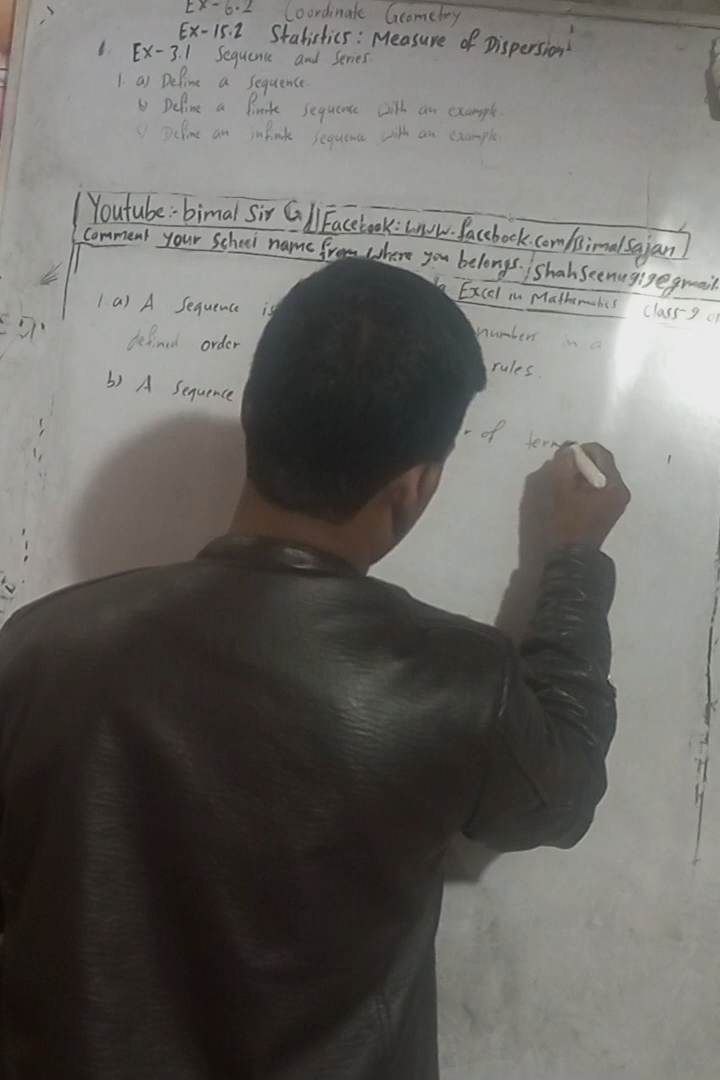 Ex-6.2 Coordinate Geometry
Ex-15.2 Statistics: Measure of Dispersion
1. Ex-3.1 Sequence and Series.
1. a) Define a sequence.
b) Define a finite sequence with an example.
c) Define an infinite sequence with an example.
Youtube:- bimal Sir G || Facebook: www.facebook.com/Bimalsajan
Comment your School name from where you belongs.
Excel in Mathematics Class-9
1. a) A Sequence is numbers in a
defined order rules.
b) A Sequence
of terms